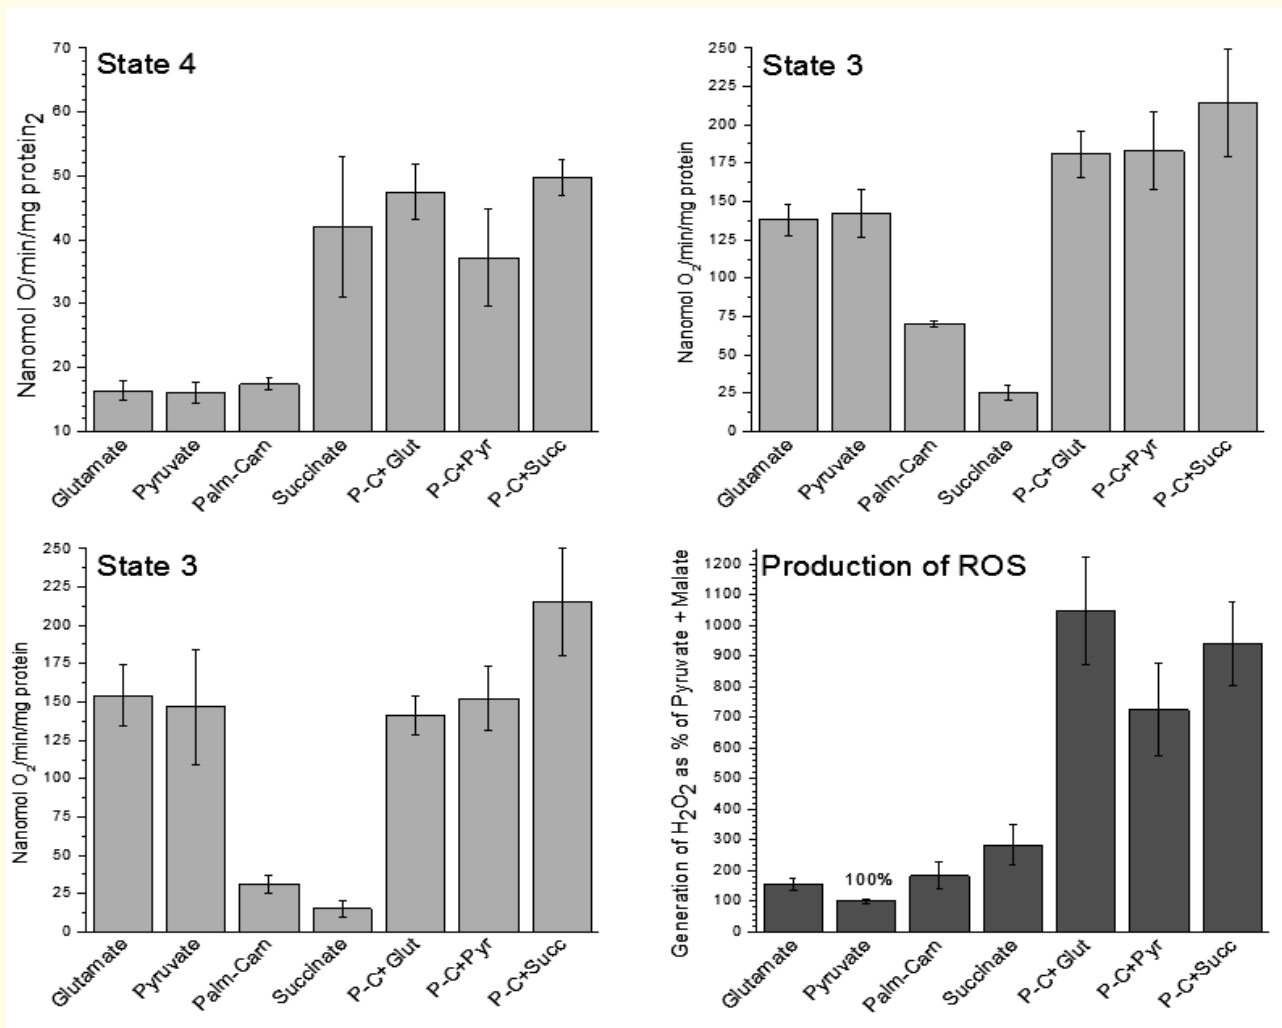 State 4
Nanomol O/min/mg protein₂
70
60
50
40
30
20
10
Glutamate
Pyruvate
Palm-Carn
Succinate
P-C+Glut
P-C+Pyr
P-C+Succ
State 3
Nanomol O₂/min/mg protein
250
225
200
175
150
125
100
75
50
25
0
Glutamate
Pyruvate
Palm-Carn
Succinate
P-C+Glut
P-C+Pyr
P-C+Succ
State 3
Nanomol O₂/min/mg protein
250
225
200
175
150
125
100
75
50
25
0
Glutamate
Pyruvate
Palm-Carn
Succinate
P-C+Glut
P-C+Pyr
P-C+Succ
Production of ROS
Generation of H₂O₂ as % of Pyruvate + Malate
1200
1100
1000
900
800
700
600
500
400
300
200
100
0
100%
Glutamate
Pyruvate
Palm-Carn
Succinate
P-C+Glut
P-C+Pyr
P-C+Succ